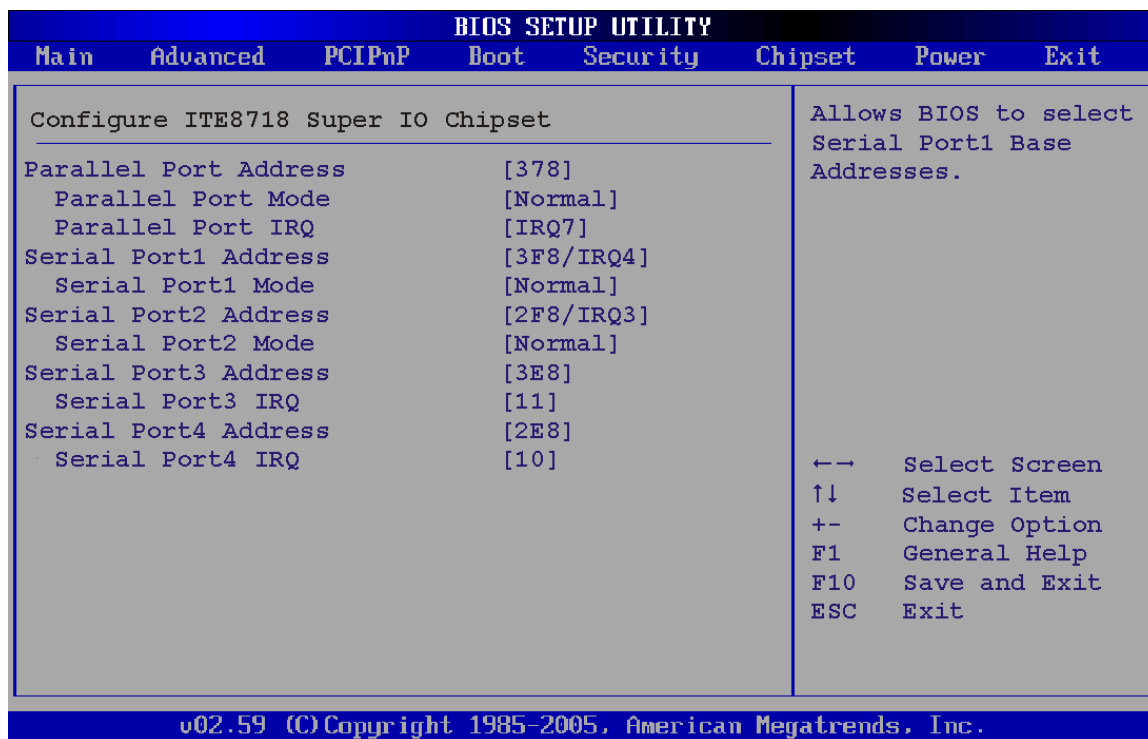 BIOS SETUP UTILITY
Main Advanced PCIPnP Boot Security Chipset Power Exit
Configure ITE8718 Super IO Chipset
Parallel Port Address [378]
Parallel Port Mode [Normal]
Parallel Port IRQ [IRQ7]
Serial Port1 Address [3F8/IRQ4]
Serial Port1 Mode [Normal]
Serial Port2 Address [2F8/IRQ3]
Serial Port2 Mode [Normal]
Serial Port3 Address [3E8]
Serial Port3 IRQ [11]
Serial Port4 Address [2E8]
Serial Port4 IRQ [10]
Allows BIOS to select
Serial Port1 Base
Addresses.
←→ Select Screen
↑↓ Select Item
+- Change Option
F1 General Help
F10 Save and Exit
ESC Exit
v02.59 (C)Copyright 1985-2005, American Megatrends, Inc.